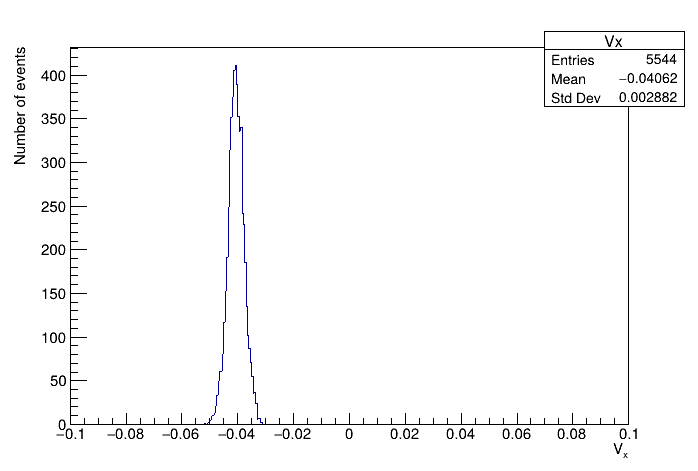 Vx
Entries 5544
Mean −0.04062
Std Dev 0.002882
Number of events
400
350
300
250
200
150
100
50
0
−0.1 −0.08 −0.06 −0.04 −0.02 0 0.02 0.04 0.06 0.08 0.1
Vx